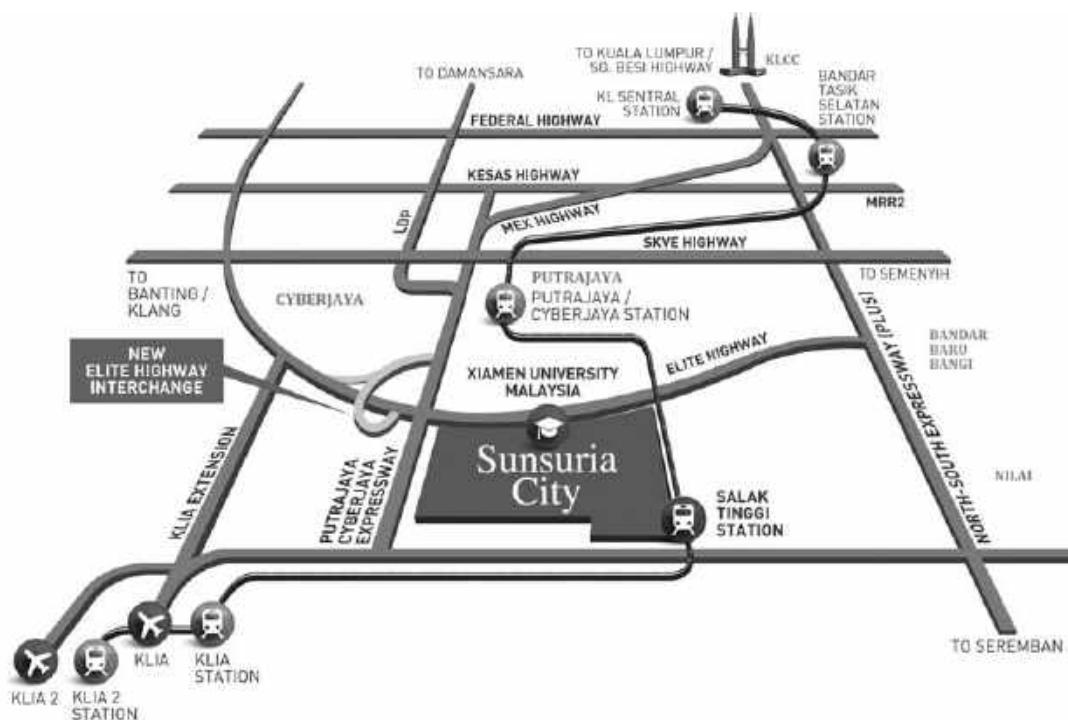 TO KUALA LUMPUR /
SG. BESI HIGHWAY
KLCC
TO DAMANSARA
KL SENTRAL
STATION
BANDAR
TASIK
SELATAN
STATION
FEDERAL HIGHWAY
KESAS HIGHWAY
MRR2
LDP
MEX HIGHWAY
SKVE HIGHWAY
TO
BANTING /
KLANG
CYBERJAYA
PUTRAJAYA
PUTRAJAYA /
CYBERJAYA STATION
TO SEMENYIH
NEW
ELITE HIGHWAY
INTERCHANGE
XIAMEN UNIVERSITY
MALAYSIA
ELITE HIGHWAY
NORTH-SOUTH EXPRESSWAY (PLUS)
BANDAR
BARU
BANGI
KLIA EXTENSION
PUTRAJAYA
CYBERJAYA
EXPRESSWAY
Sunsuria
City
SALAK
TINGGI
STATION
NILAI
KLIA 2
KLIA 2
STATION
KLIA
KLIA
STATION
TO SEREMBAN